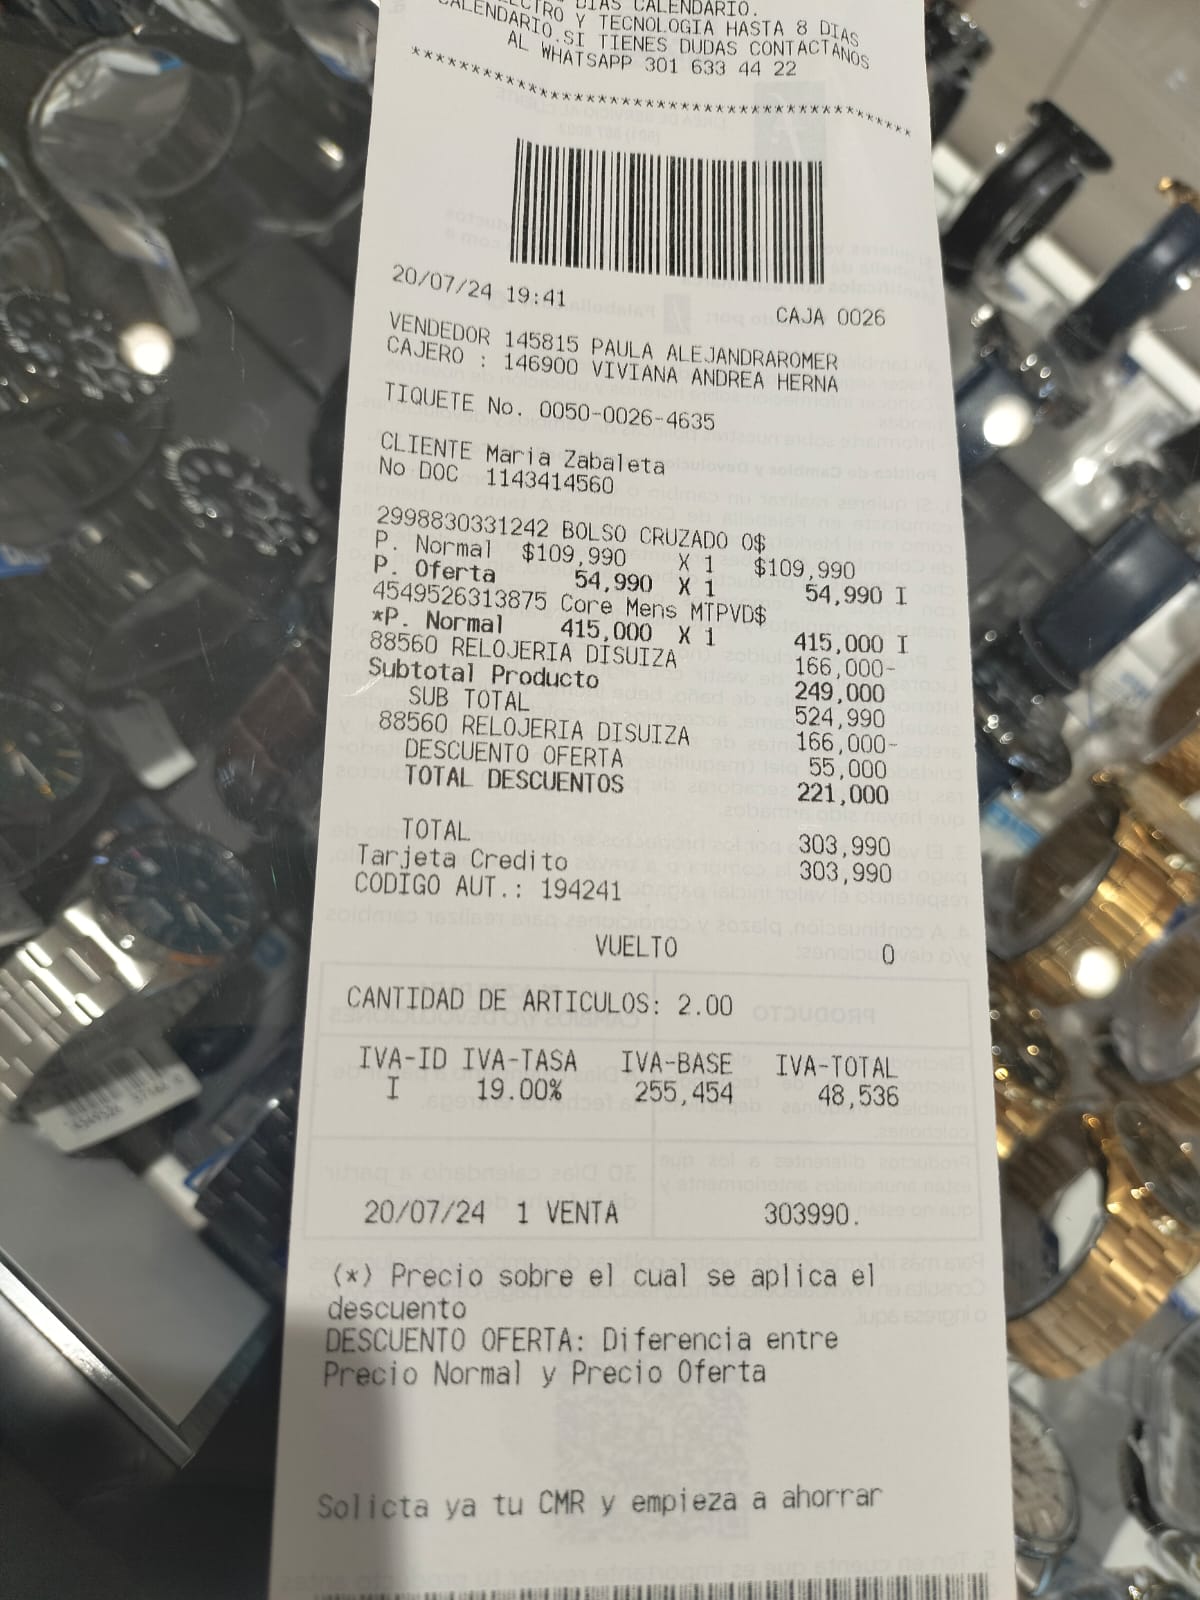 DIAS CALENDARIO.
ELECTRO Y TECNOLOGIA HASTA 8 DIAS
CALENDARIO.SI TIENES DUDAS CONTACTANOS
AL WHATSAPP 301 633 44 22
20/07/24 19:41 CAJA 0026
VENDEDOR 145815 PAULA ALEJANDRAROMER
CAJERO : 146900 VIVIANA ANDREA HERNA
TIQUETE No. 0050-0026-4635
CLIENTE Maria Zabaleta
No DOC 1143414560
2998830331242 BOLSO CRUZADO O$
P. Normal $109,990 X 1 $109,990
P. Oferta 54,990 X 1 54,990 I
4549526313875 Core Mens MTPVD$
*P. Normal 415,000 X 1 415,000 I
88560 RELOJERIA DISUIZA 166,000-
Subtotal Producto 249,000
SUB TOTAL 524,990
88560 RELOJERIA DISUIZA 166,000-
DESCUENTO OFERTA 55,000
TOTAL DESCUENTOS 221,000
TOTAL 303,990
Tarjeta Credito 303,990
CODIGO AUT.: 194241
VUELTO 0
CANTIDAD DE ARTICULOS: 2.00
IVA-ID IVA-TASA IVA-BASE IVA-TOTAL
I 19.00% 255,454 48,536
20/07/24 1 VENTA 303990.
(*) Precio sobre el cual se aplica el
descuento
DESCUENTO OFERTA: Diferencia entre
Precio Normal y Precio Oferta
Solicta ya tu CMR y empieza a ahorrar